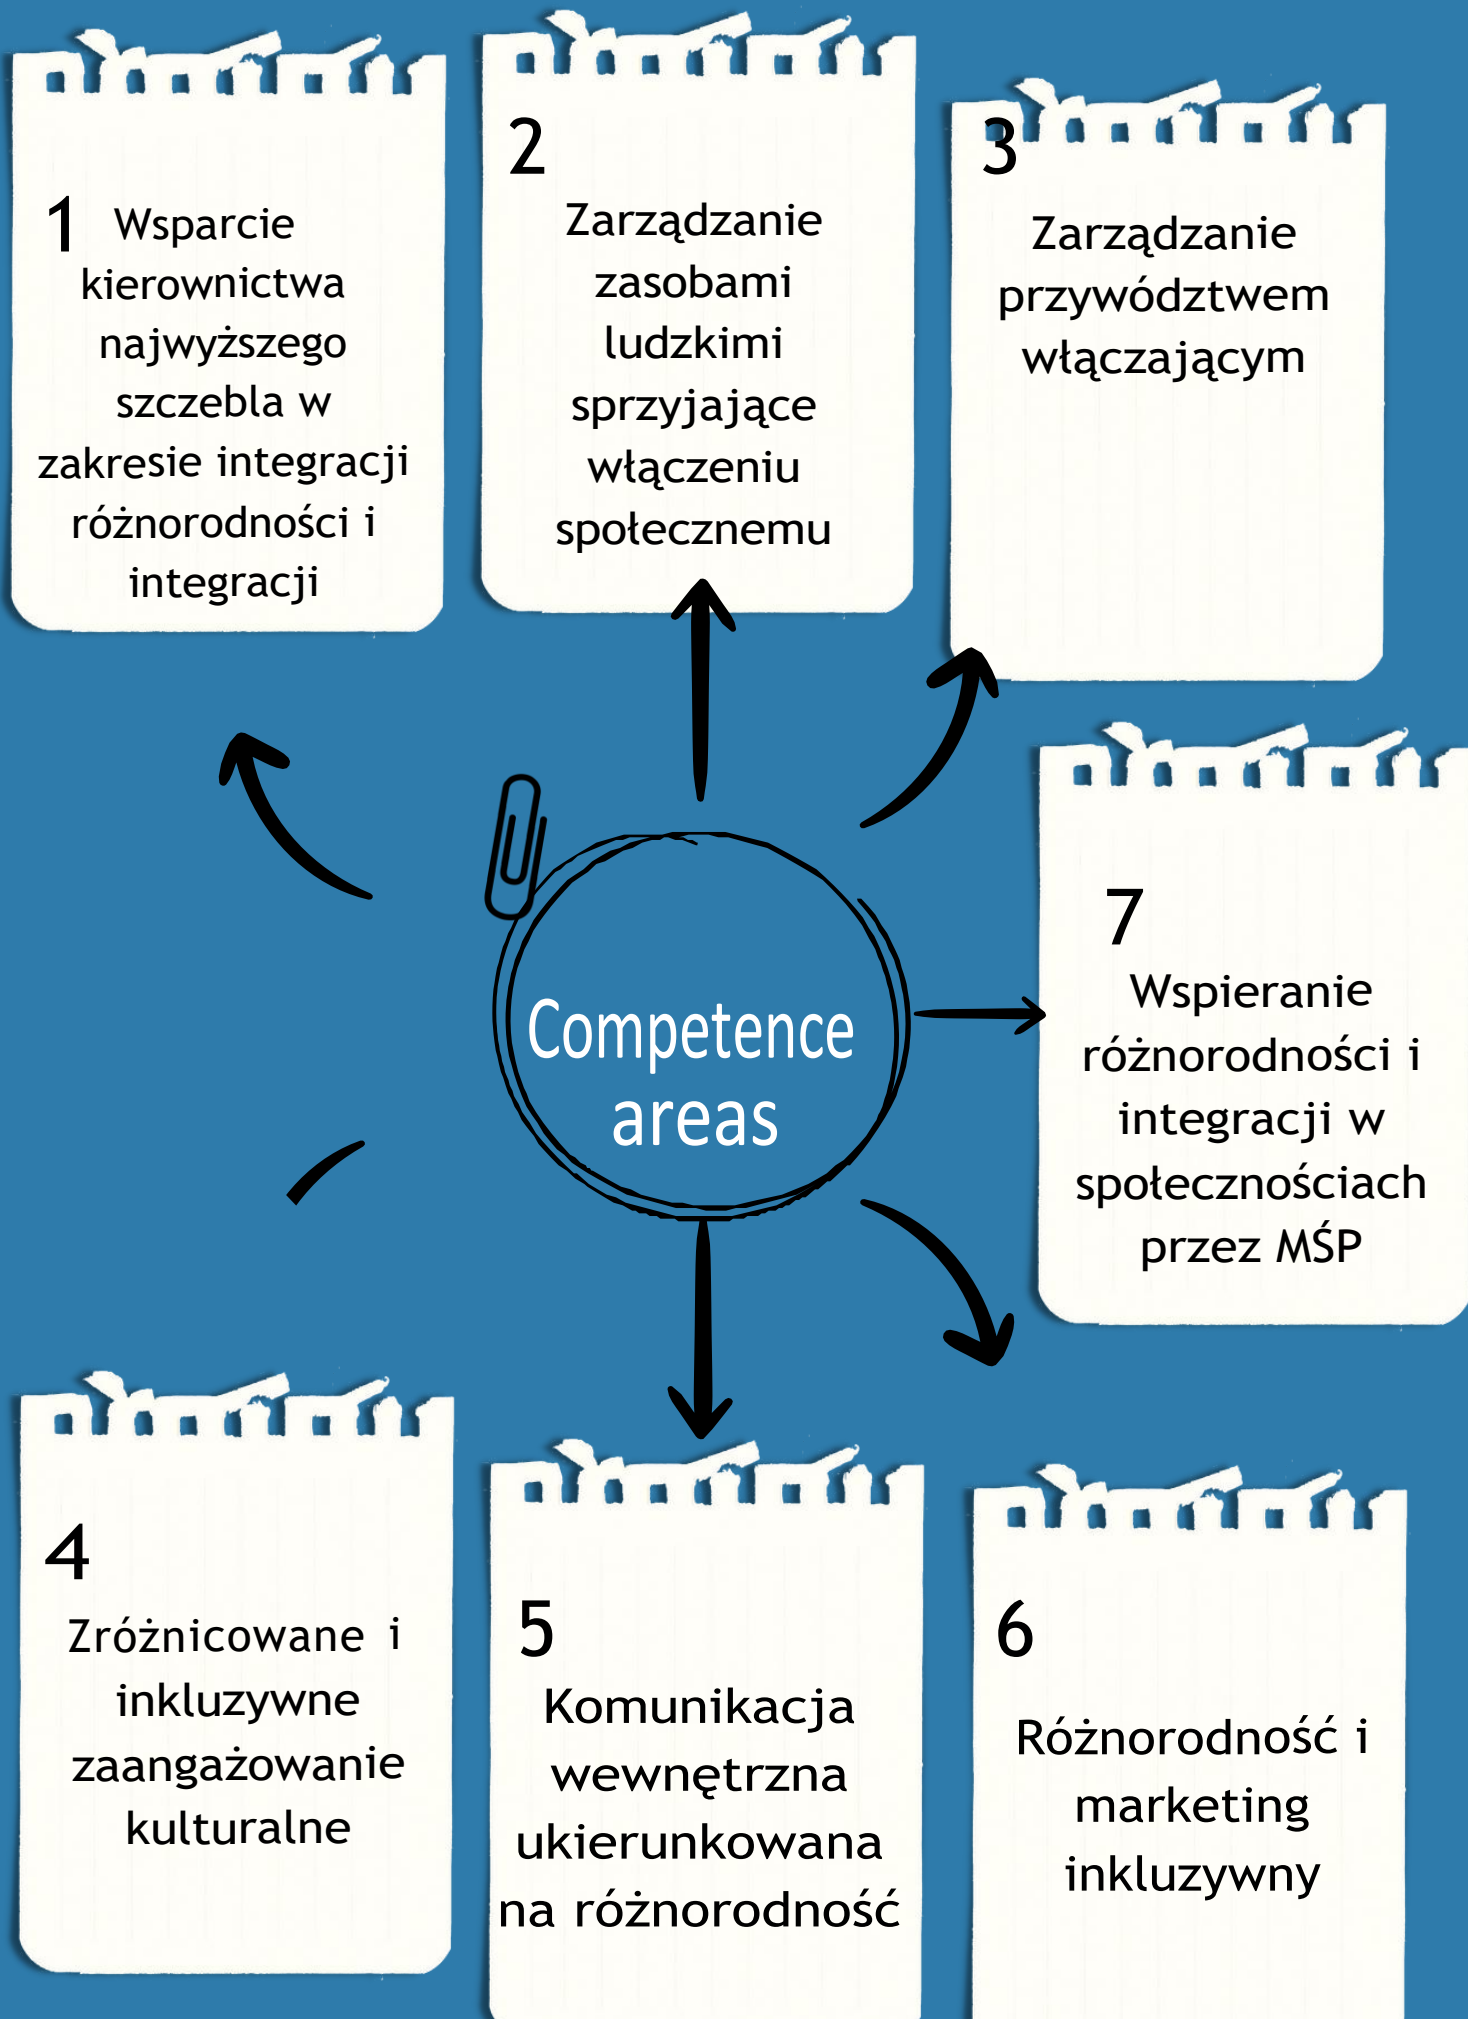 1
Wsparcie
kierownictwa
najwyższego
szczebla w
zakresie integracji
różnorodności i
integracji
2
Zarządzanie
zasobami
ludzkimi
sprzyjające
włączeniu
społecznemu
3
Zarządzanie
przywództwem
włączającym
Competence
areas
7
Wspieranie
różnorodności i
integracji w
społecznościach
przez MŚP
4
Zróżnicowane i
inkluzywne
zaangażowanie
kulturalne
5
Komunikacja
wewnętrzna
ukierunkowana
na różnorodność
6
Różnorodność i
marketing
inkluzywny